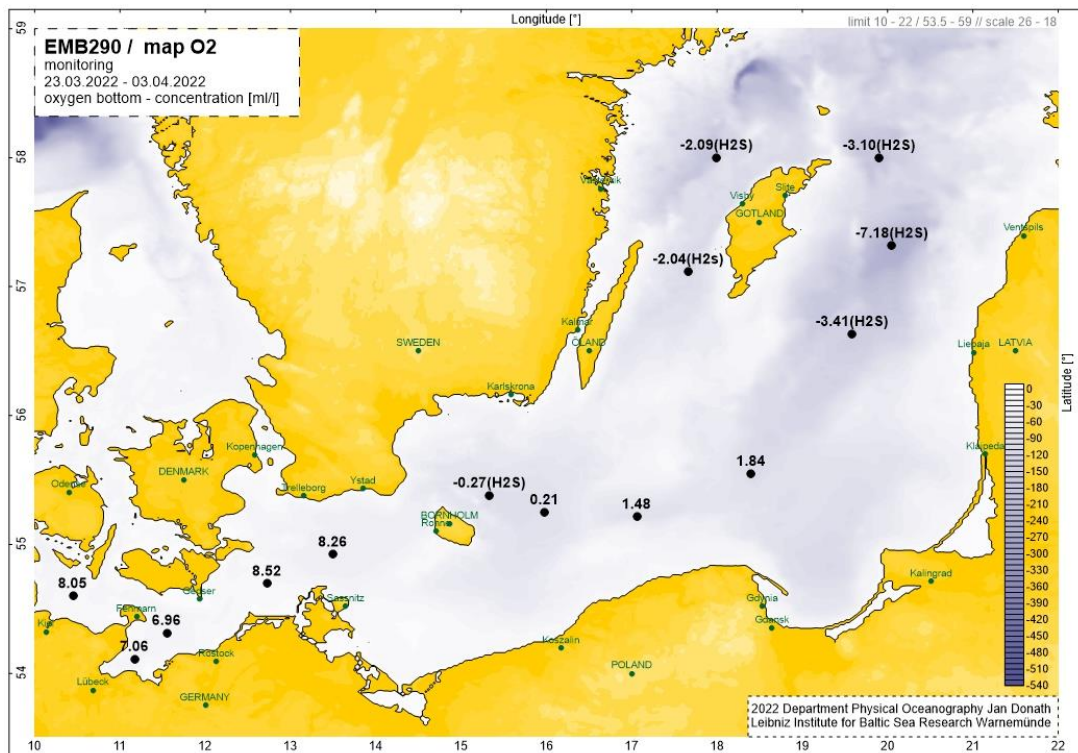 Longitude [°]
limit 10 - 22 / 53.5 - 59 // scale 26 - 18
EMB290 / map O2
monitoring
23.03.2022 - 03.04.2022
oxygen bottom - concentration [ml/l]
59
58
57
56
55
54
-2.09(H2S)
-3.10(H2S)
Västervik
Visby
Slite
GOTLAND
Ventspils
-7.18(H2S)
-2.04(H2s)
-3.41(H2S)
Kalmar
SWEDEN
ÖLAND
Liepaja
LATVIA
Latitude [°]
Karlskrona
0
-30
-60
-90
-120
-150
-180
-210
-240
-270
-300
-330
-360
-390
-420
-450
-480
-510
-540
Kopenhagen
Klaipeda
DENMARK
Odense
Trelleborg
Ystad
-0.27(H2S)
0.21
1.48
1.84
BORNHOLM
Ronne
8.26
8.52
8.05
Gedser
Sassnitz
Kalingrad
Fehmarn
Kiel
6.96
7.06
Rostock
Gdynia
Gdansk
Koszalin
POLAND
Lübeck
GERMANY
2022 Department Physical Oceanography Jan Donath
Leibniz Institute for Baltic Sea Research Warnemünde
10 11 12 13 14 15 16 17 18 19 20 21 22